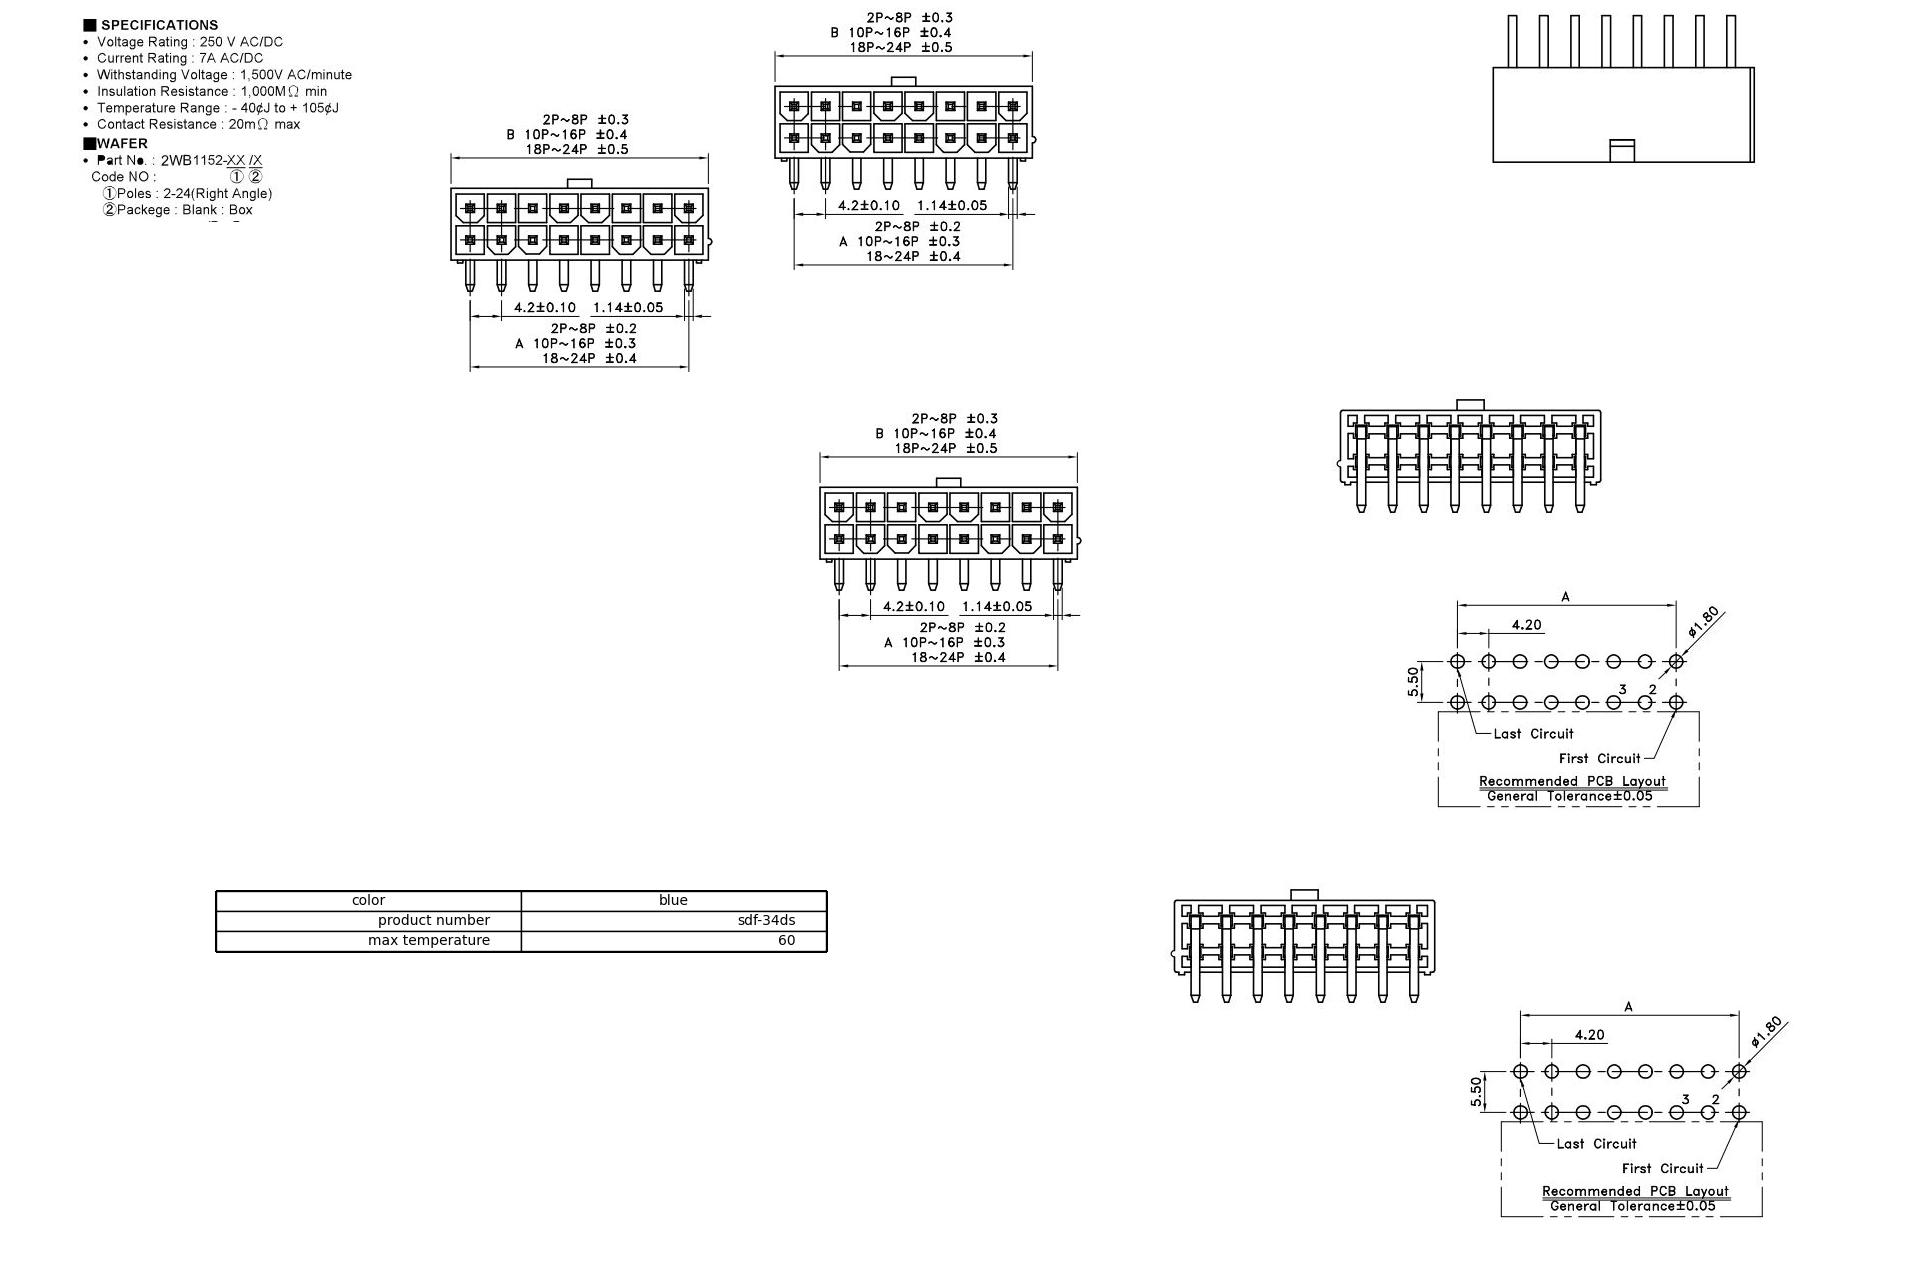 ■ SPECIFICATIONS
• Voltage Rating : 250 V AC/DC
• Current Rating : 7A AC/DC
• Withstanding Voltage : 1,500V AC/minute
• Insulation Resistance : 1,000MΩ min
• Temperature Range : - 40¢J to + 105¢J
• Contact Resistance : 20mΩ max
■WAFER
• Part No. : 2WB1152-XX /X
Code NO : ① ②
①Poles : 2-24(Right Angle)
②Packege : Blank : Box
2P~8P ±0.3
B 10P~16P ±0.4
18P~24P ±0.5
4.2±0.10 1.14±0.05
2P~8P ±0.2
A 10P~16P ±0.3
18~24P ±0.4
2P~8P ±0.3
B 10P~16P ±0.4
18P~24P ±0.5
4.2±0.10 1.14±0.05
2P~8P ±0.2
A 10P~16P ±0.3
18~24P ±0.4
2P~8P ±0.3
B 10P~16P ±0.4
18P~24P ±0.5
4.2±0.10 1.14±0.05
2P~8P ±0.2
A 10P~16P ±0.3
18~24P ±0.4
A
4.20
ø1.80
5.50
3 2
Last Circuit
First Circuit
Recommended PCB Layout
General Tolerance±0.05
color blue
product number sdf-34ds
max temperature 60
A
4.20
ø1.80
5.50
3 2
Last Circuit
First Circuit
Recommended PCB Layout
General Tolerance±0.05